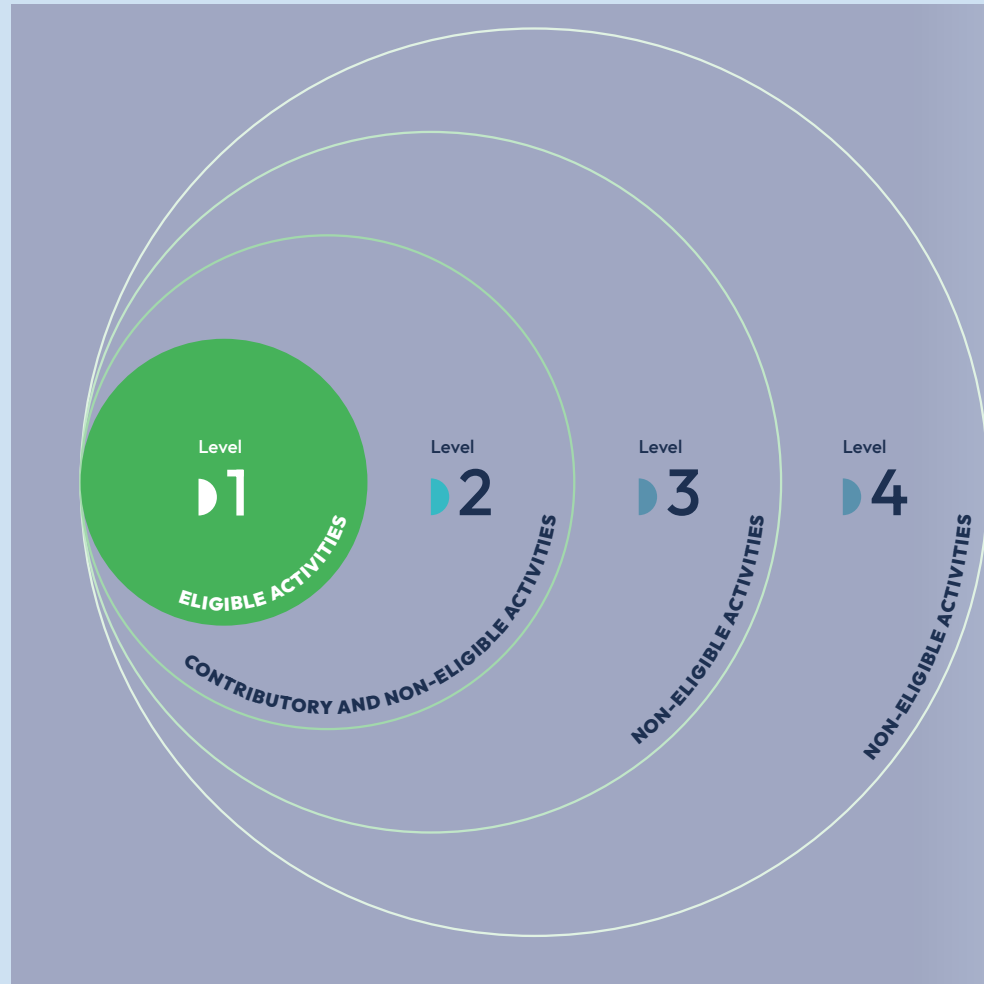 Level
1
ELIGIBLE ACTIVITIES
Level
2
CONTRIBUTORY AND NON-ELIGIBLE ACTIVITIES
Level
3
NON-ELIGIBLE ACTIVITIES
Level
4
NON-ELIGIBLE ACTIVITIES